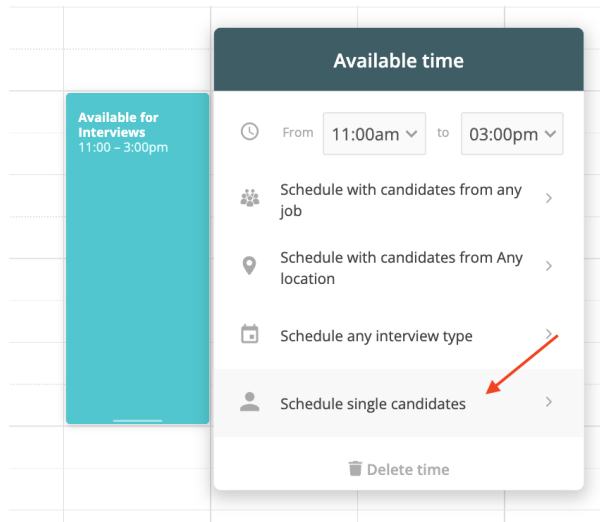 Available for
Interviews
11:00 – 3:00pm
Available time
From 11:00am to 03:00pm
Schedule with candidates from any
job
Schedule with candidates from Any
location
Schedule any interview type
Schedule single candidates
Delete time